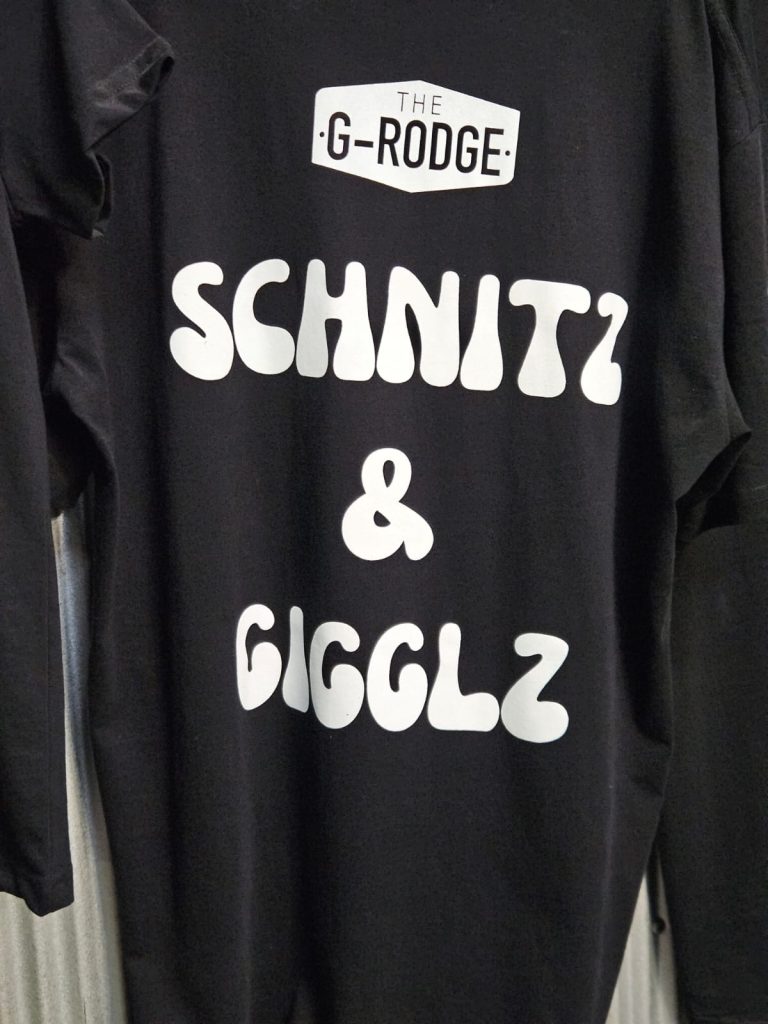 THE
·G-RODGE·
SCHNITZ
&
GIGGLZ